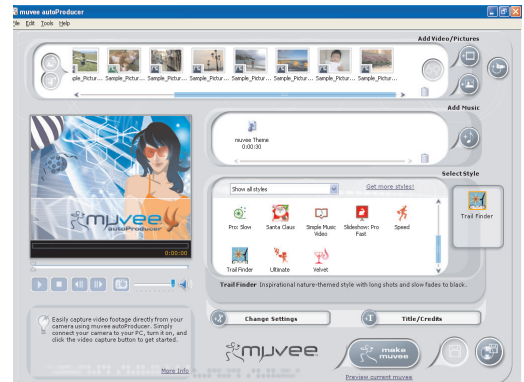 muvee autoProducer
File Edit Tools Help
Add Video/Pictures
ple_Pictur... Sample_Pictur... Sample_Pictur... Sample_Pictur... Sample_Pictur... Sample_Pictur... Sample_Pictur... Sample_Pictur...
Add Music
muvee Theme
0:00:30
Select Style
Show all styles
Get more styles!
Pro: Slow
Santa Claus
Simple Music
Video
Slideshow: Pro
Fast
Speed
Trail Finder
Ultimate
Velvet
Trail Finder
muvee 4
autoProducer
0:00:00
Trail Finder Inspirational nature-themed style with long shots and slow fades to black.
Easily capture video footage directly from your
camera using muvee autoProducer. Simply
connect your camera to your PC, turn it on, and
click the video capture button to get started.
More Info
Change Settings
Title/Credits
muvee
make
muvee
Preview current muvee